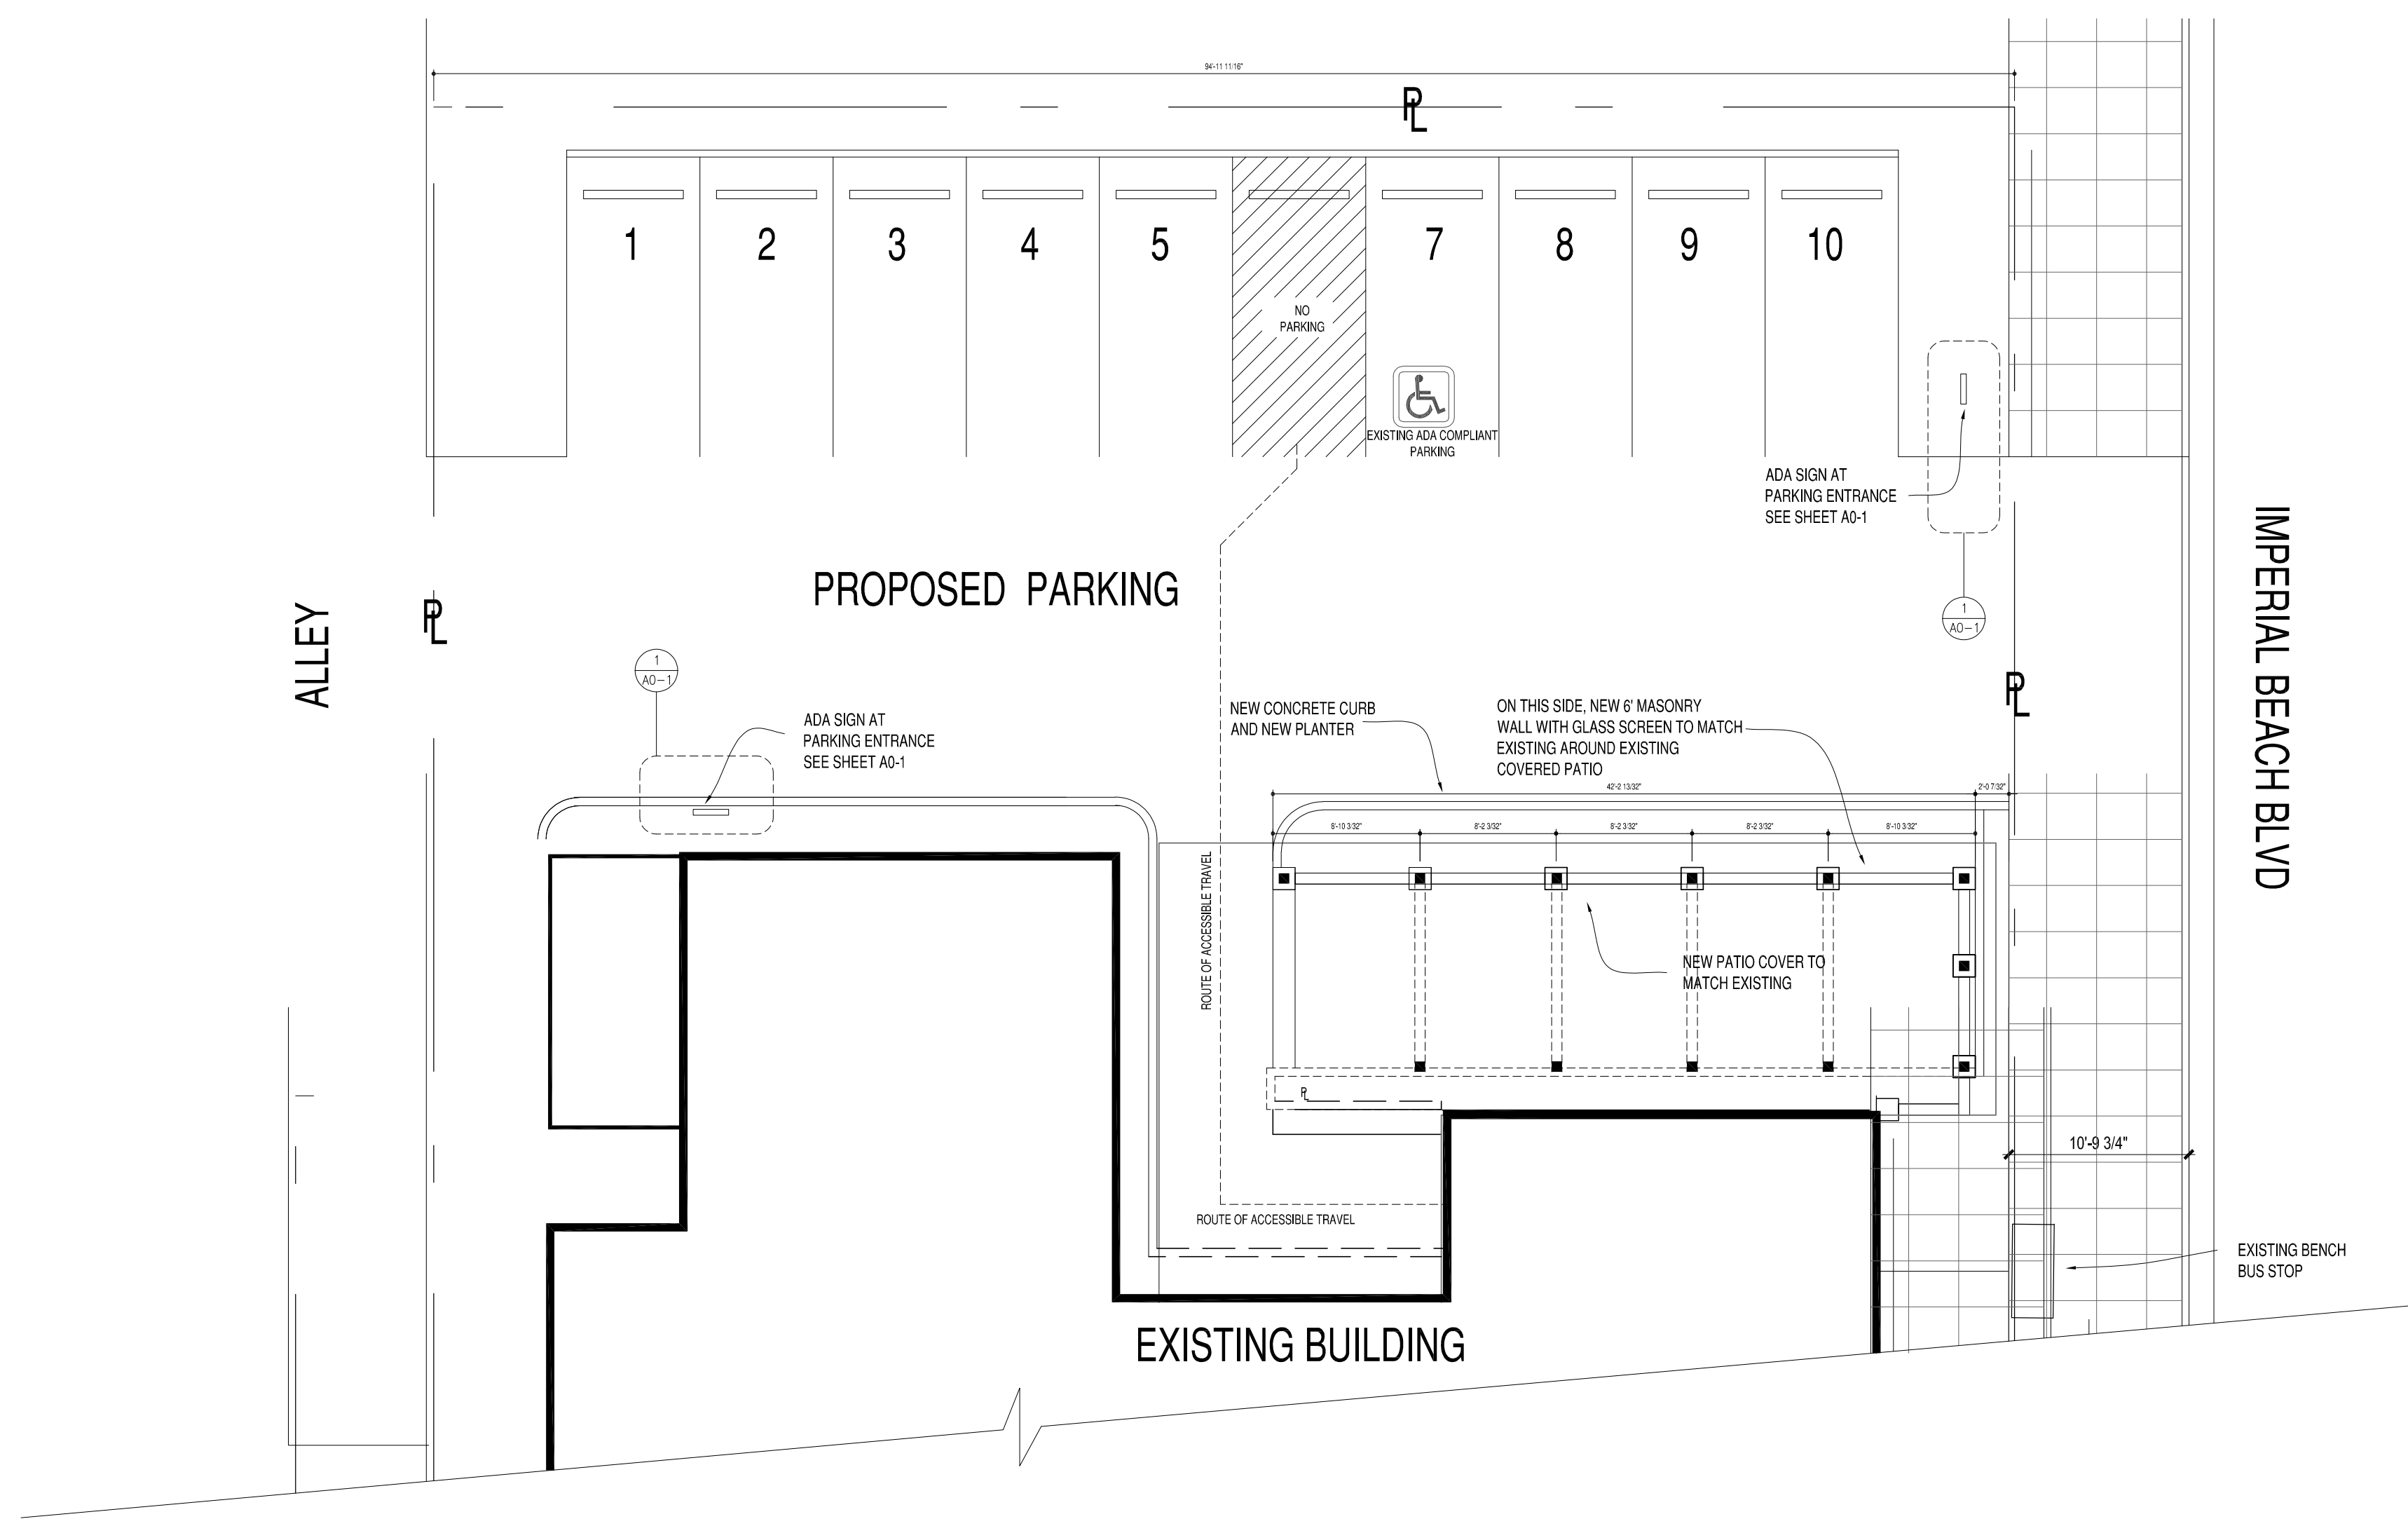 94'-11 11/16"
PL
1
2
3
4
5
7
8
9
10
NO
PARKING
EXISTING ADA COMPLIANT
PARKING
ADA SIGN AT
PARKING ENTRANCE
SEE SHEET A0-1
1
A0-1
PROPOSED PARKING
ALLEY
PL
IMPERIAL BEACH BLVD
PL
1
A0-1
ADA SIGN AT
PARKING ENTRANCE
SEE SHEET A0-1
NEW CONCRETE CURB
AND NEW PLANTER
ON THIS SIDE, NEW 6' MASONRY
WALL WITH GLASS SCREEN TO MATCH
EXISTING AROUND EXISTING
COVERED PATIO
42'-2 13/32"
2'-0 7/32"
8'-10 3/32"
8'-2 3/32"
8'-2 3/32"
8'-2 3/32"
8'-10 3/32"
ROUTE OF ACCESSIBLE TRAVEL
NEW PATIO COVER TO
MATCH EXISTING
PL
10'-9 3/4"
ROUTE OF ACCESSIBLE TRAVEL
EXISTING BENCH
BUS STOP
EXISTING BUILDING